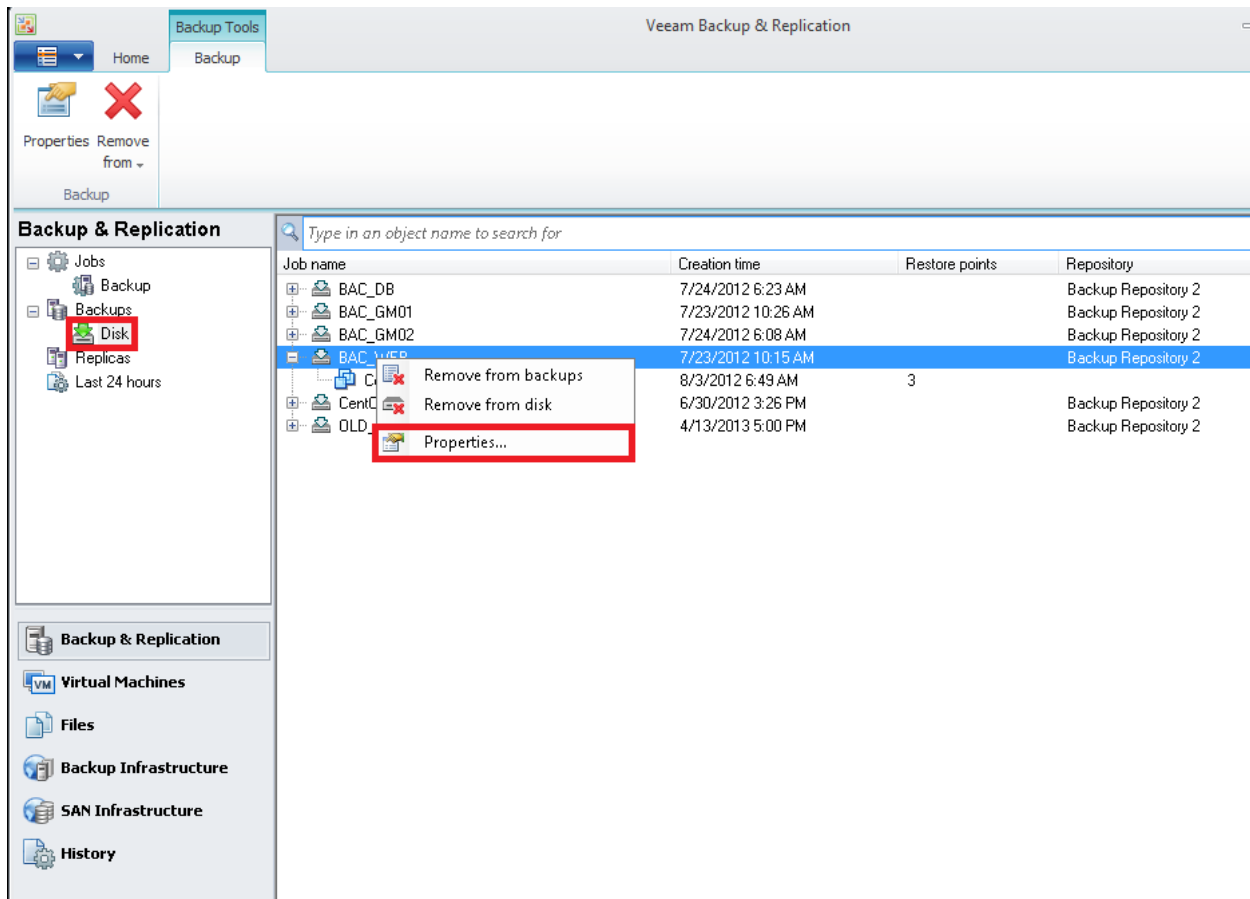 Backup Tools
Veeam Backup & Replication
Home
Backup
Properties
Remove from
Backup
Backup & Replication
Jobs
Backup
Backups
Disk
Replicas
Last 24 hours
Type in an object name to search for
Job name Creation time Restore points Repository
BAC_DB 7/24/2012 6:23 AM Backup Repository 2
BAC_GM01 7/23/2012 10:26 AM Backup Repository 2
BAC_GM02 7/24/2012 6:08 AM Backup Repository 2
BAC_WEB 7/23/2012 10:15 AM Backup Repository 2
8/3/2012 6:49 AM 3
6/30/2012 3:26 PM Backup Repository 2
OLD_ 4/13/2013 5:00 PM Backup Repository 2
Remove from backups
Remove from disk
Properties...
Backup & Replication
Virtual Machines
Files
Backup Infrastructure
SAN Infrastructure
History